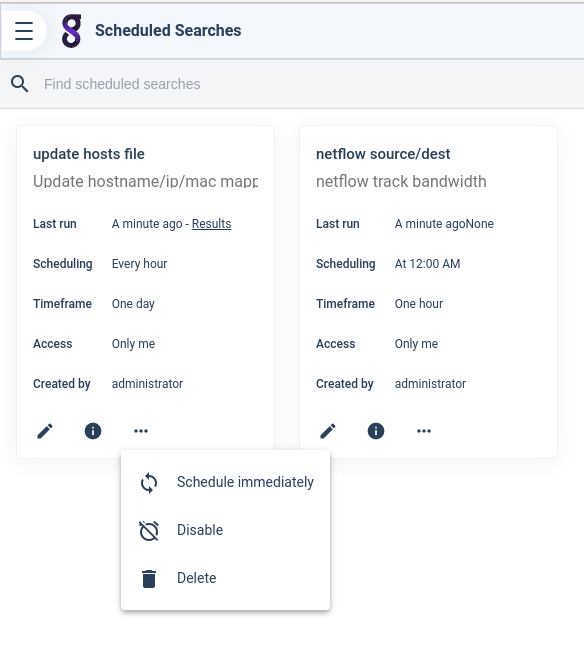 Scheduled Searches
Find scheduled searches
update hosts file
Update hostname/ip/mac mapp
Last run A minute ago - Results
Scheduling Every hour
Timeframe One day
Access Only me
Created by administrator
netflow source/dest
netflow track bandwidth
Last run A minute agoNone
Scheduling At 12:00 AM
Timeframe One hour
Access Only me
Created by administrator
Schedule immediately
Disable
Delete